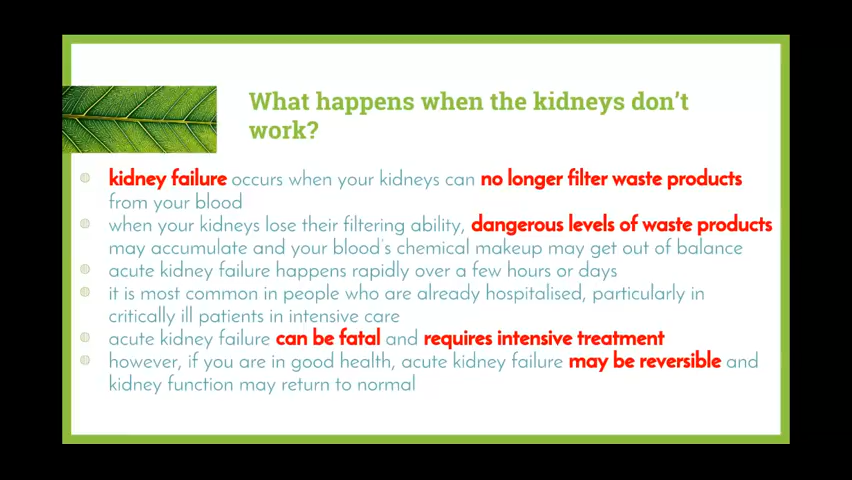 What happens when the kidneys don't
work?
kidney failure occurs when your kidneys can no longer filter waste products
from your blood
when your kidneys lose their filtering ability, dangerous levels of waste products
may accumulate and your blood's chemical makeup may get out of balance
acute kidney failure happens rapidly over a few hours or days
it is most common in people who are already hospitalised, particularly in
critically ill patients in intensive care
acute kidney failure can be fatal and requires intensive treatment
however, if you are in good health, acute kidney failure may be reversible and
kidney function may return to normal